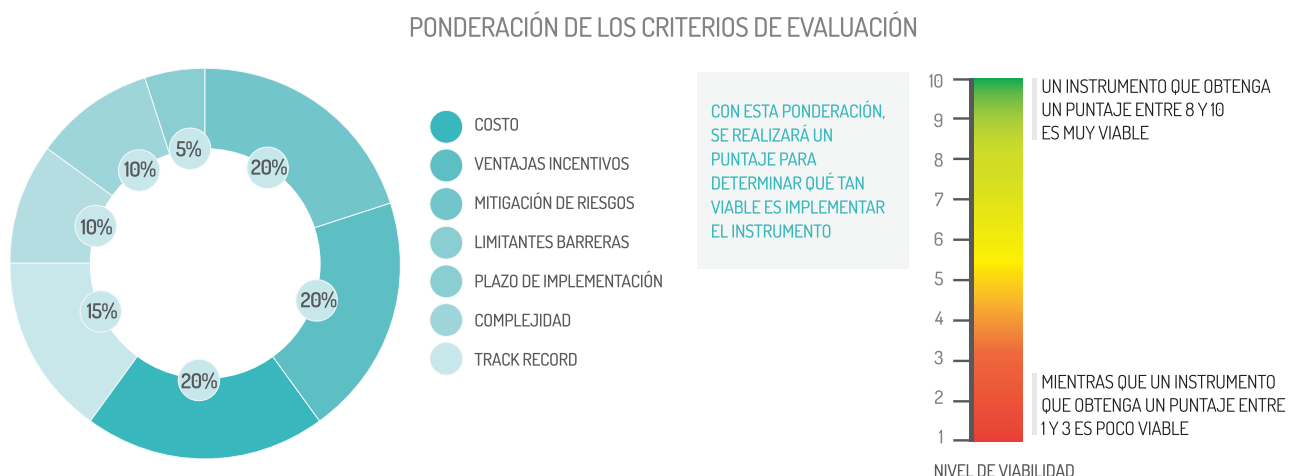 PONDERACIÓN DE LOS CRITERIOS DE EVALUACIÓN
5%
20%
10%
10%
20%
15%
20%
COSTO
VENTAJAS INCENTIVOS
MITIGACIÓN DE RIESGOS
LIMITANTES BARRERAS
PLAZO DE IMPLEMENTACIÓN
COMPLEJIDAD
TRACK RECORD
CON ESTA PONDERACIÓN,
SE REALIZARÁ UN
PUNTAJE PARA
DETERMINAR QUÉ TAN
VIABLE ES IMPLEMENTAR
EL INSTRUMENTO
10
9
8
7
6
5
4
3
2
1
UN INSTRUMENTO QUE OBTENGA
UN PUNTAJE ENTRE 8 Y 10
ES MUY VIABLE
MIENTRAS QUE UN INSTRUMENTO
QUE OBTENGA UN PUNTAJE ENTRE
1 Y 3 ES POCO VIABLE
NIVEL DE VIABILIDAD